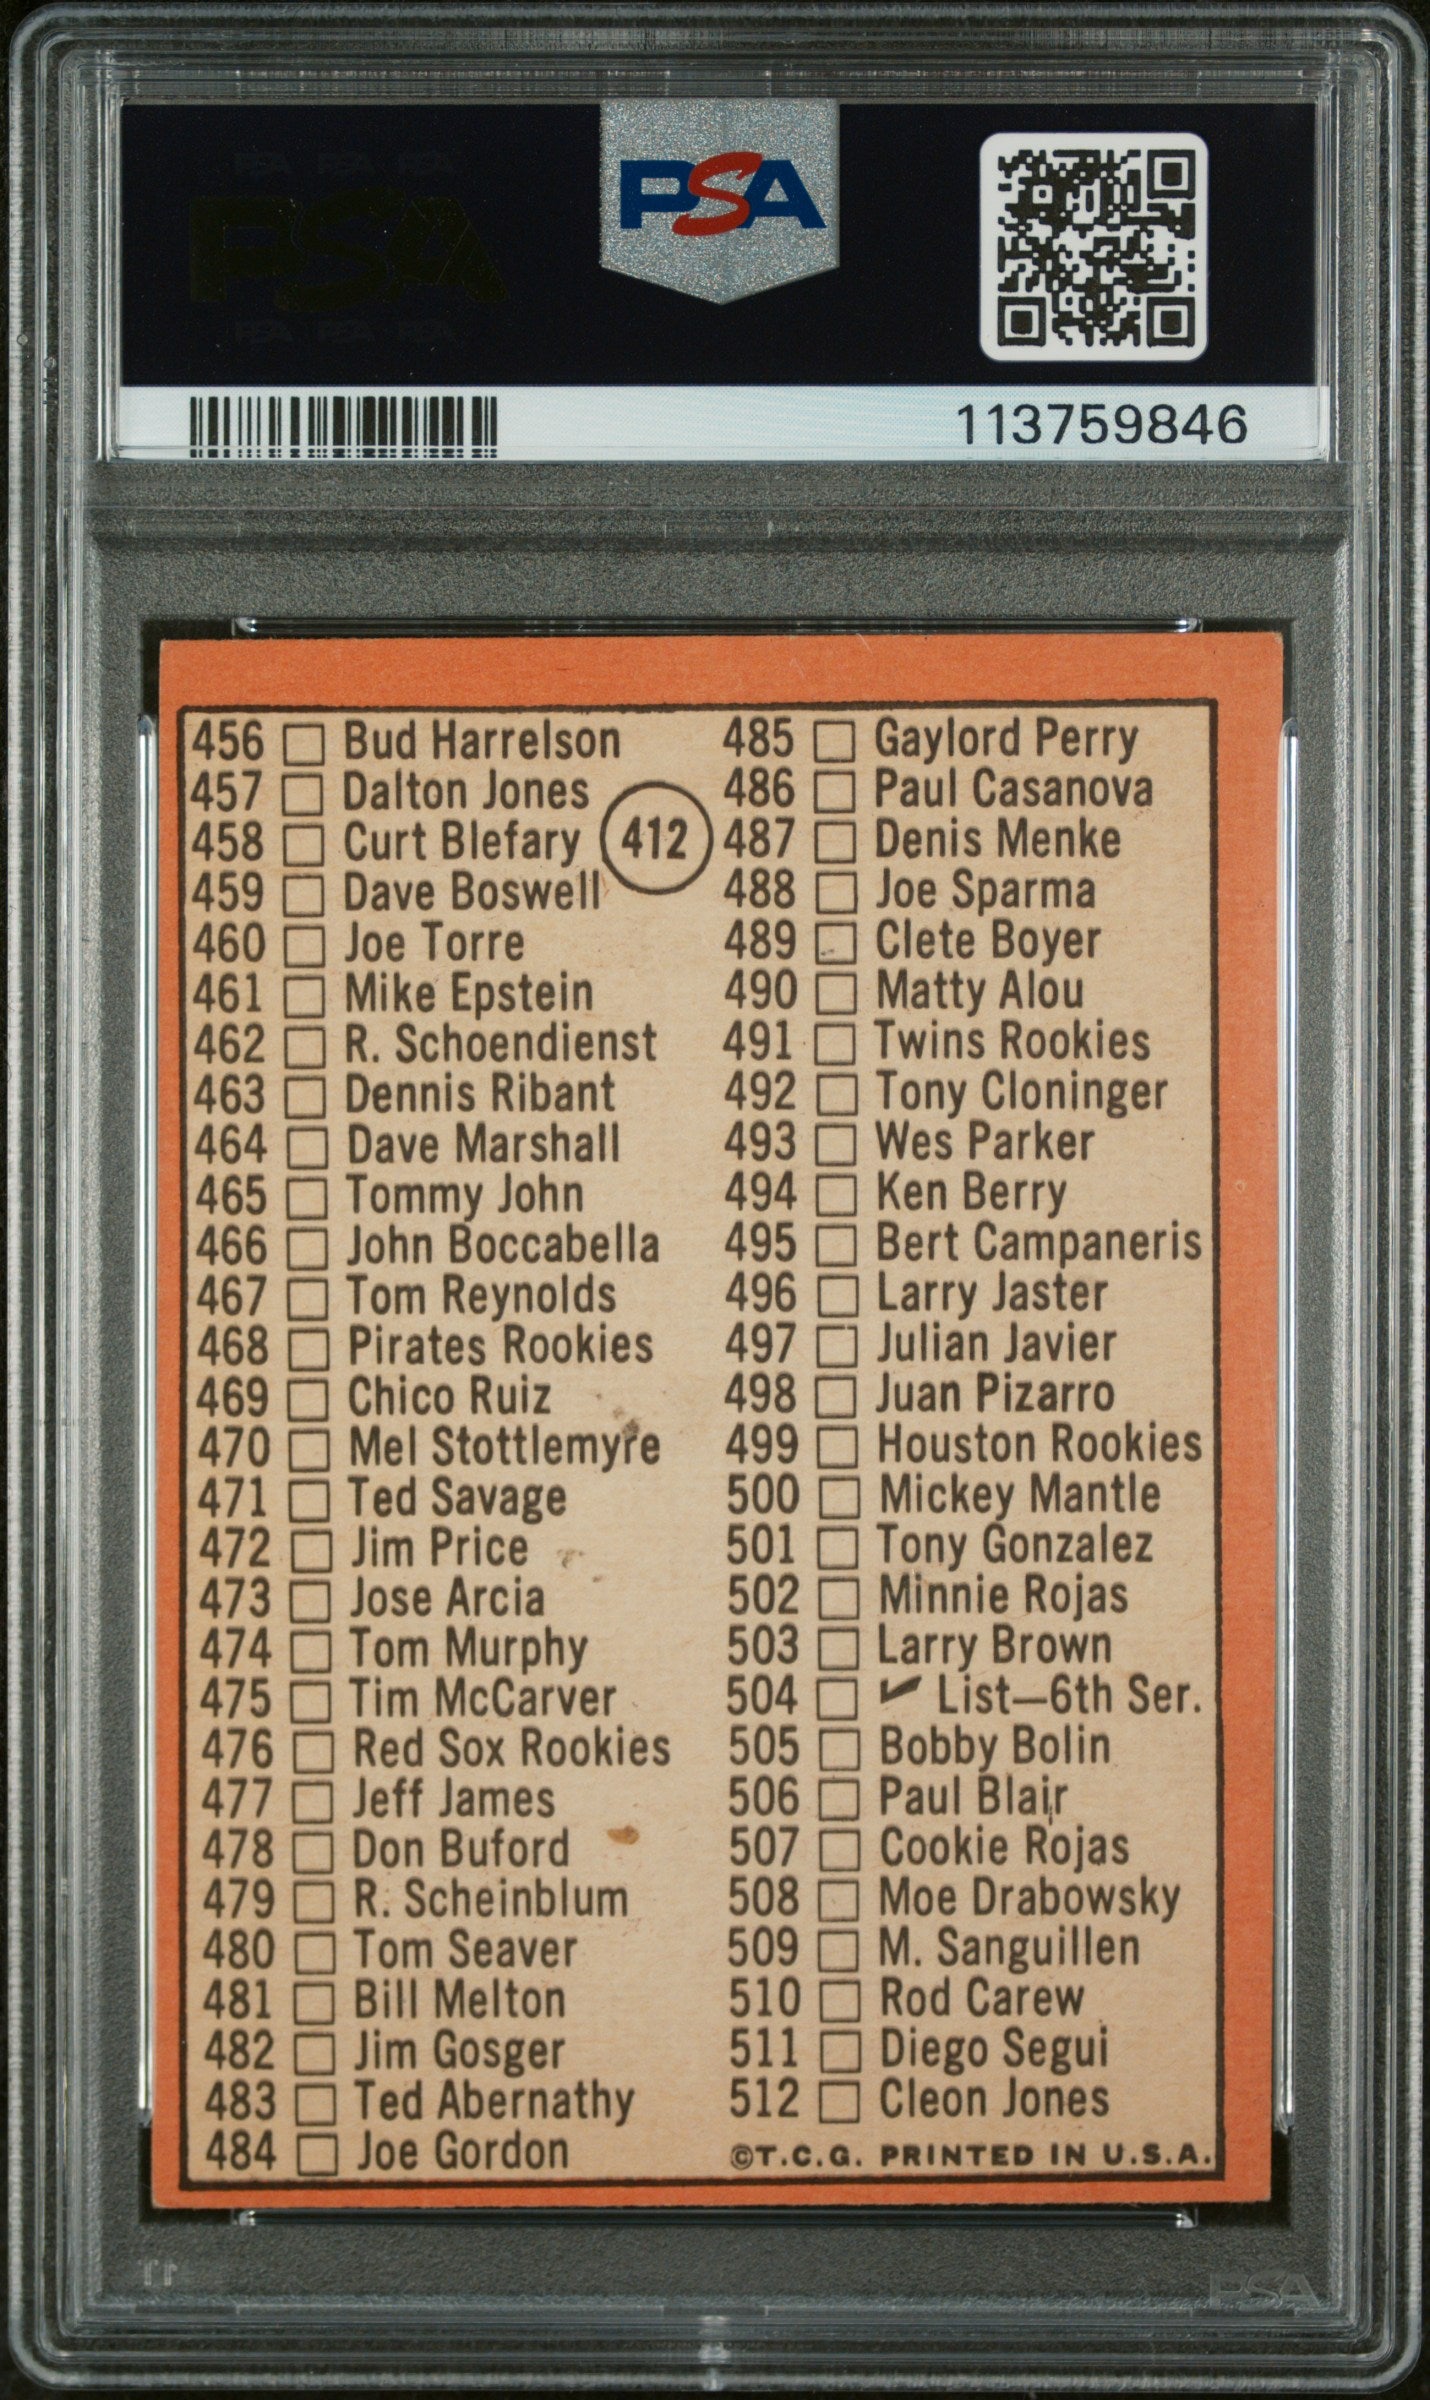 PSA
113759846
456 Bud Harrelson
457 Dalton Jones
458 Curt Blefary
459 Dave Boswell
460 Joe Torre
461 Mike Epstein
462 R. Schoendienst
463 Dennis Ribant
464 Dave Marshall
465 Tommy John
466 John Boccabella
467 Tom Reynolds
468 Pirates Rookies
469 Chico Ruiz
470 Mel Stottlemyre
471 Ted Savage
472 Jim Price
473 Jose Arcia
474 Tom Murphy
475 Tim McCarver
476 Red Sox Rookies
477 Jeff James
478 Don Buford
479 R. Scheinblum
480 Tom Seaver
481 Bill Melton
482 Jim Gosger
483 Ted Abernathy
484 Joe Gordon
412
485 Gaylord Perry
486 Paul Casanova
487 Denis Menke
488 Joe Sparma
489 Clete Boyer
490 Matty Alou
491 Twins Rookies
492 Tony Cloninger
493 Wes Parker
494 Ken Berry
495 Bert Campaneris
496 Larry Jaster
497 Julian Javier
498 Juan Pizarro
499 Houston Rookies
500 Mickey Mantle
501 Tony Gonzalez
502 Minnie Rojas
503 Larry Brown
504 ✓ List—6th Ser.
505 Bobby Bolin
506 Paul Blair
507 Cookie Rojas
508 Moe Drabowsky
509 M. Sanguillen
510 Rod Carew
511 Diego Segui
512 Cleon Jones
©T.C.G. PRINTED IN U.S.A.
PSA